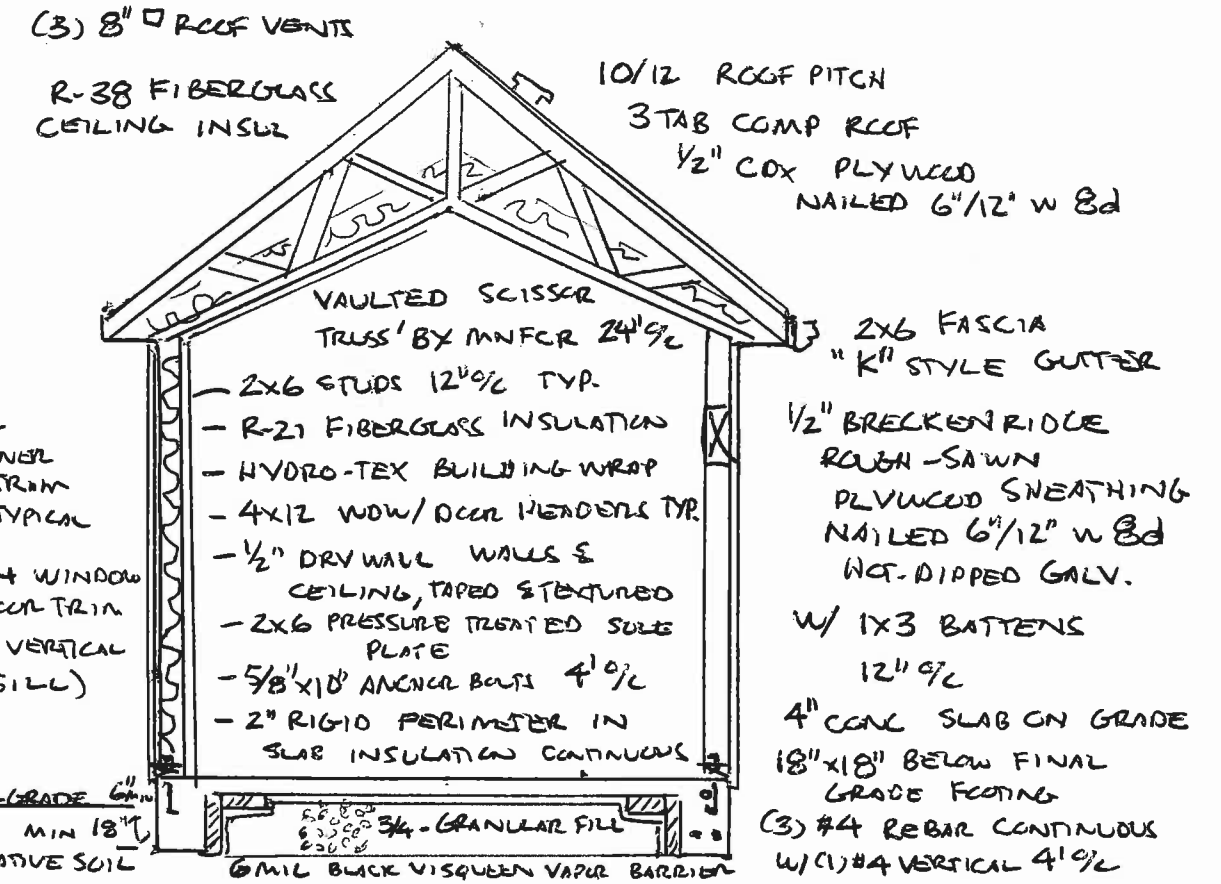 (3) 8" □ ROOF VENTS
R-38 FIBERGLASS
CEILING INSUL
10/12 ROOF PITCH
3 TAB COMP ROOF
1/2" CDX PLYWOOD
NAILED 6"/12" W 8d
VAULTED SCISSOR
TRUSS' BY MNFCR 24" O/C
- 2x6 STUDS 12" O/C TYP.
- R-21 FIBERGLASS INSULATION
- HYDRO-TEX BUILDING WRAP
- 4x12 WDW/DOOR HEADERS TYP.
- 1/2" DRYWALL WALLS &
CEILING, TAPED & TEXTURED
- 2x6 PRESSURE TREATED SOLE
PLATE
- 5/8"x10" ANCHOR BOLTS 4' O/C
- 2" RIGID PERIMETER IN
SLAB INSULATION CONTINUOUS
2x6 FASCIA
"K" STYLE GUTTER
1/2" BRECKENRIDGE
ROUGH-SAWN
PLYWOOD SHEATHING
NAILED 6"/12" W 8d
HOT-DIPPED GALV.
W/ 1x3 BATTENS
12" O/C
4" CONC SLAB ON GRADE
18"x18" BELOW FINAL
GRADE FOOTING
(3) #4 REBAR CONTINUOUS
W/(1)#4 VERTICAL 4' O/C
NER
TRIM
TYPICAL
4 WINDOW
OOR TRIM
VERTICAL
SILL)
GRADE 6" MIN
MIN 18"
ATIVE SOIL
3/4- GRANULAR FILL
6 MIL BLACK VISQUEEN VAPOR BARRIER